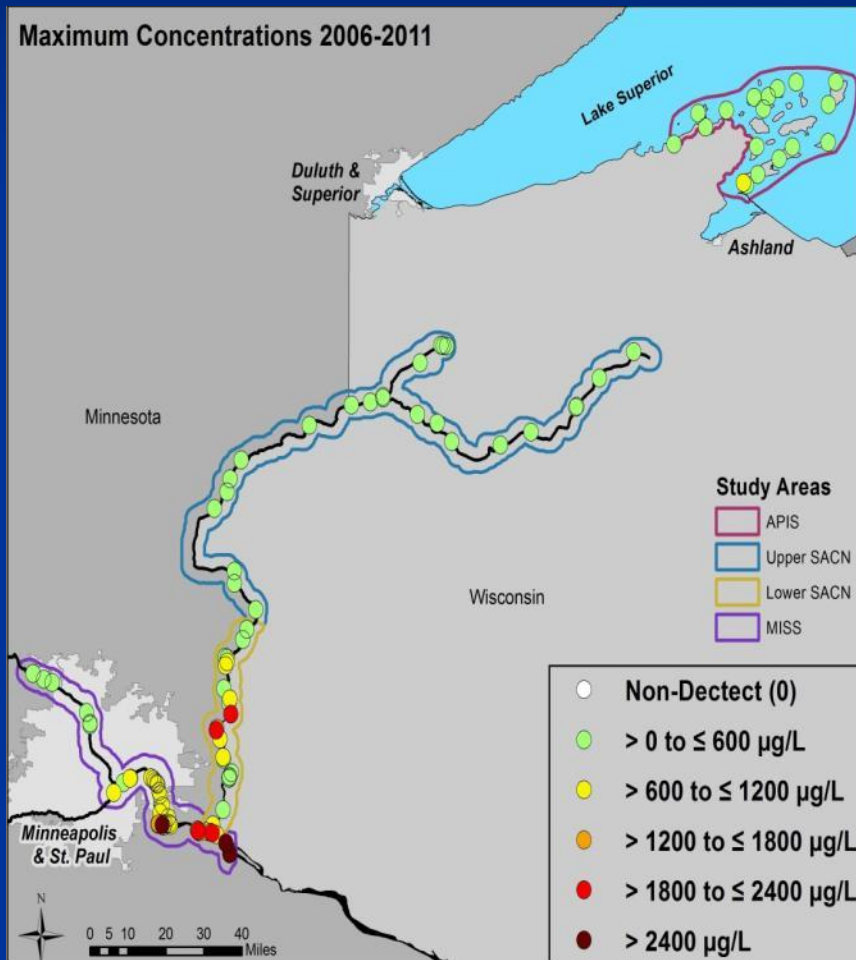 Maximum Concentrations 2006-2011
Lake Superior
Duluth &
Superior
Ashland
Minnesota
Wisconsin
Study Areas
APIS
Upper SACN
Lower SACN
MISS
Minneapolis
& St. Paul
Non-Dectect (0)
> 0 to ≤ 600 µg/L
> 600 to ≤ 1200 µg/L
> 1200 to ≤ 1800 µg/L
> 1800 to ≤ 2400 µg/L
> 2400 µg/L
N
0 5 10 20 30 40
Miles